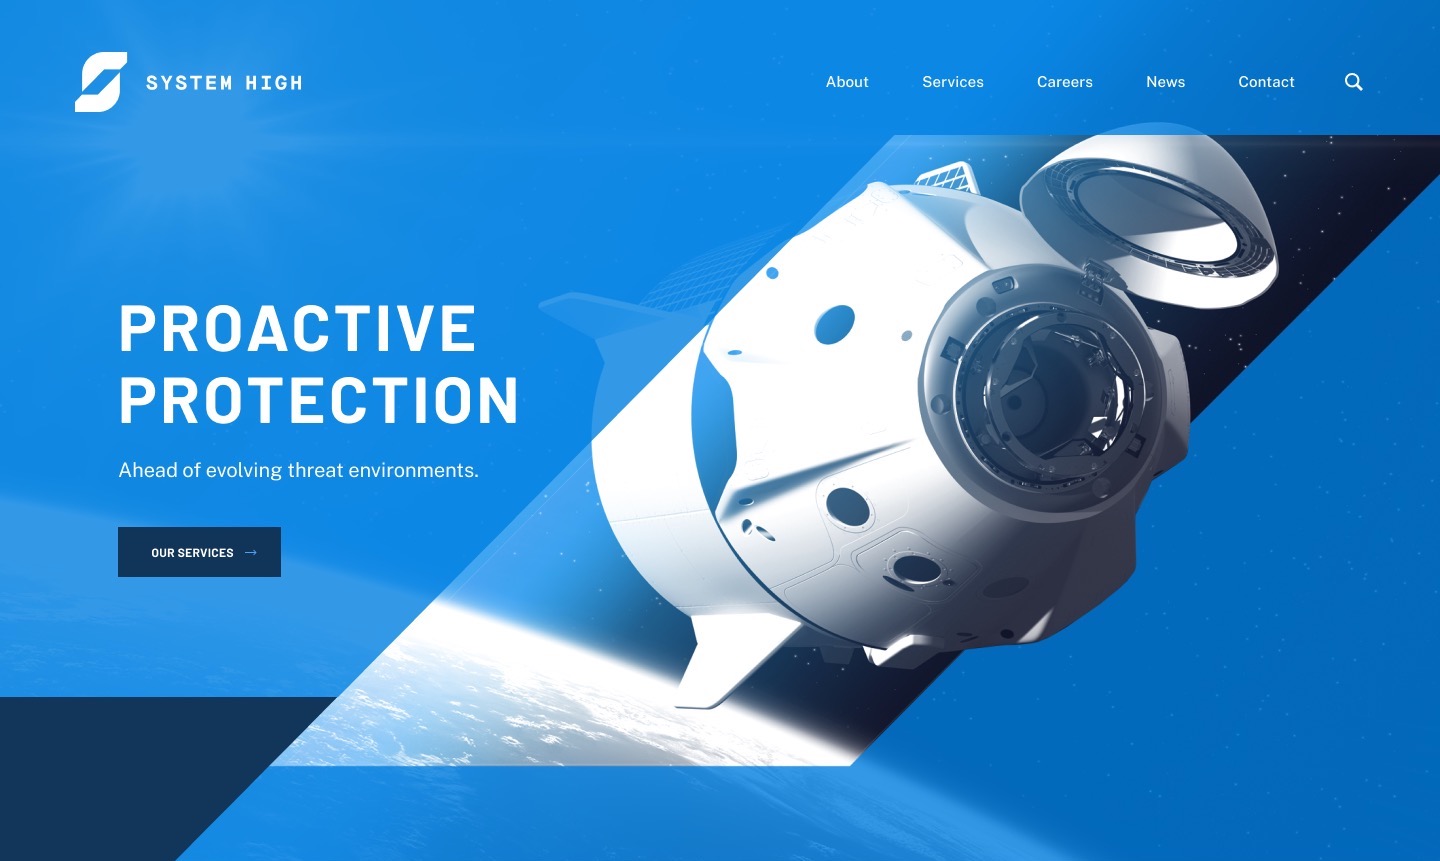 SYSTEM HIGH
About
Services
Careers
News
Contact
PROACTIVE
PROTECTION
Ahead of evolving threat environments.
OUR SERVICES →